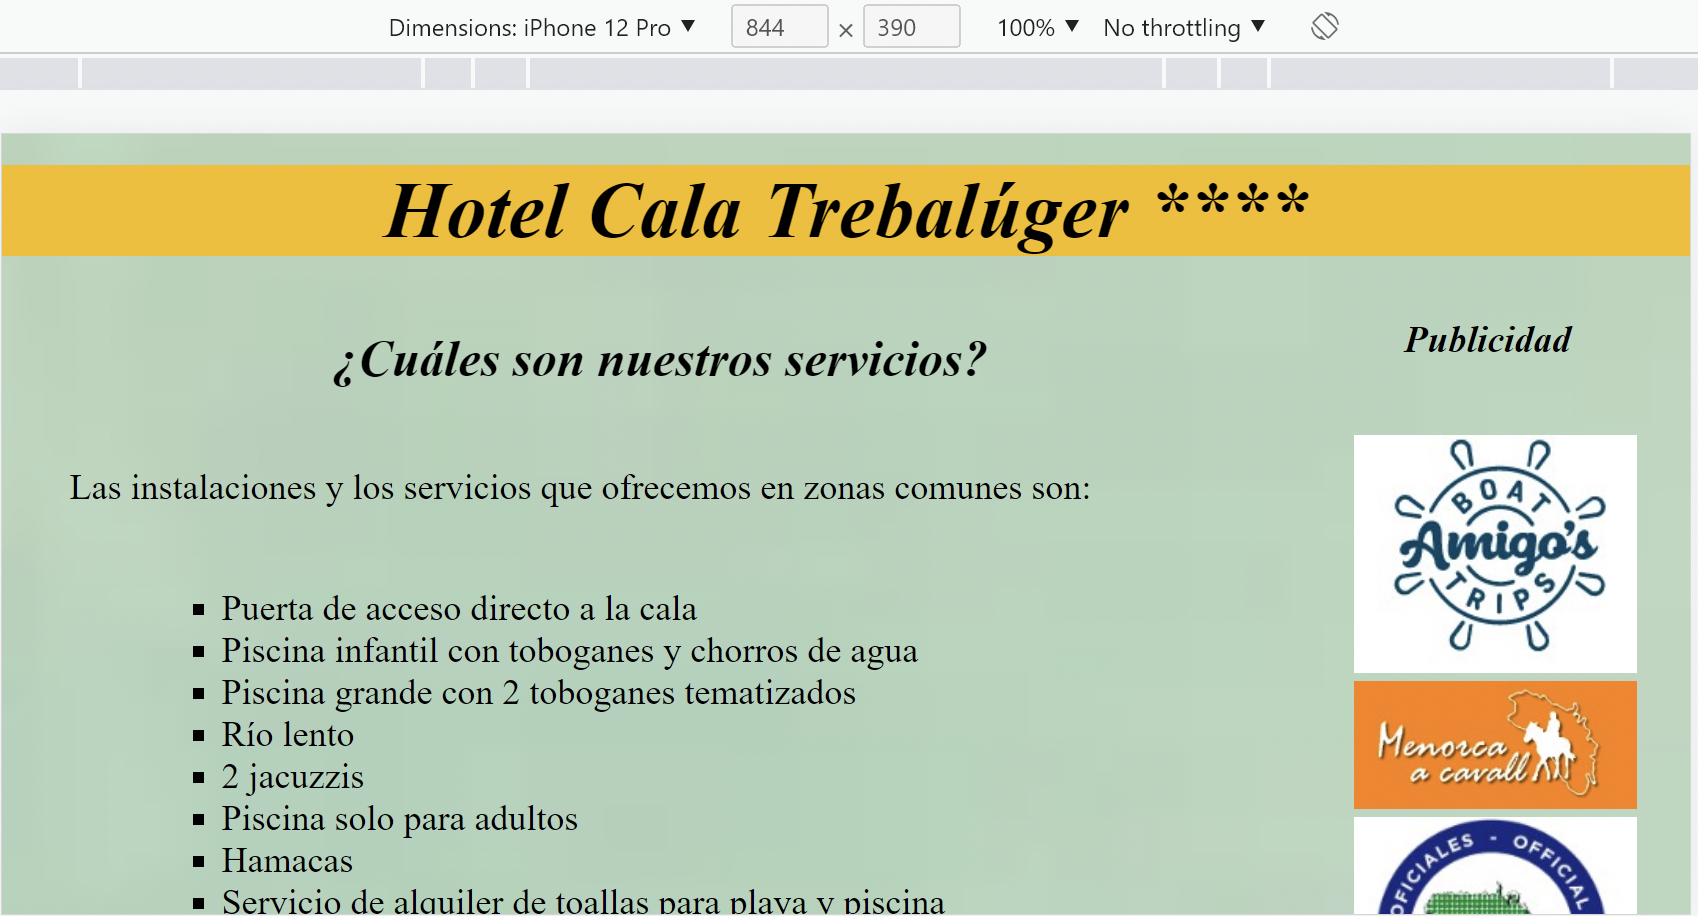 Dimensions: iPhone 12 Pro ▼ 844 × 390 100% ▼ No throttling ▼
Hotel Cala Trebalúger ****
¿Cuáles son nuestros servicios?
Las instalaciones y los servicios que ofrecemos en zonas comunes son:
▪ Puerta de acceso directo a la cala
▪ Piscina infantil con toboganes y chorros de agua
▪ Piscina grande con 2 toboganes tematizados
▪ Río lento
▪ 2 jacuzzis
▪ Piscina solo para adultos
▪ Hamacas
▪ Servicio de alquiler de toallas para playa y piscina
Publicidad
BOAT
Amigo's
TRIPS
Menorca
a cavall
OFICIALES - OFFICIAL